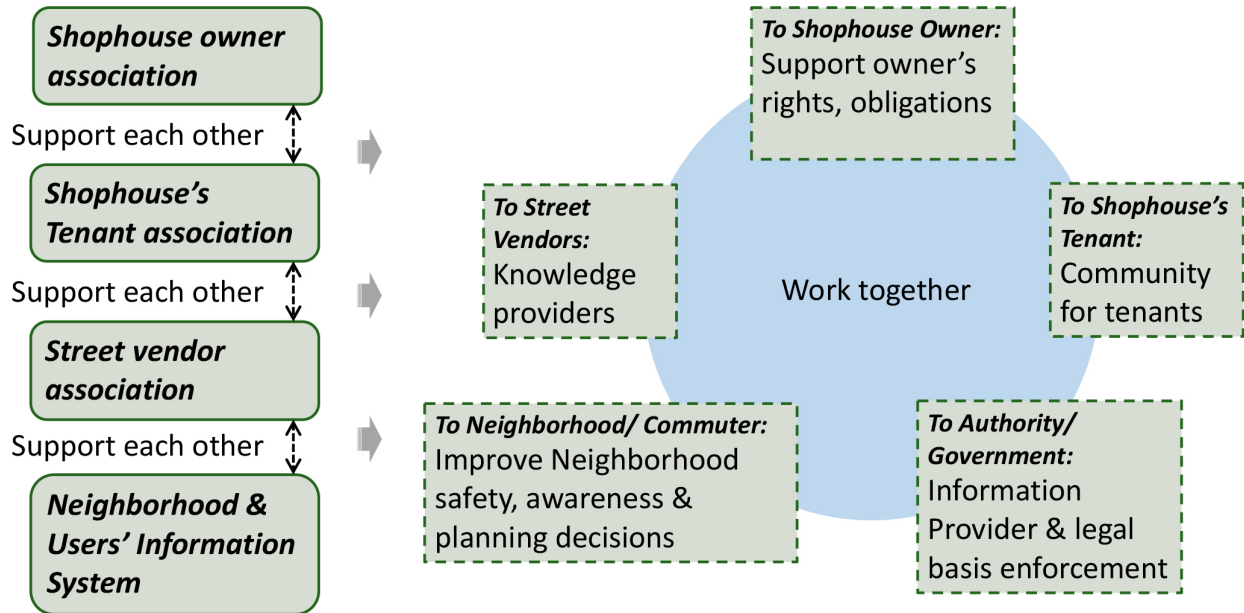 Shophouse owner
association
Support each other
Shophouse's
Tenant association
Support each other
Street vendor
association
Support each other
Neighborhood &
Users' Information
System
To Shophouse Owner:
Support owner's
rights, obligations
To Street
Vendors:
Knowledge
providers
Work together
To Shophouse's
Tenant:
Community
for tenants
To Neighborhood/ Commuter:
Improve Neighborhood
safety, awareness &
planning decisions
To Authority/
Government:
Information
Provider & legal
basis enforcement